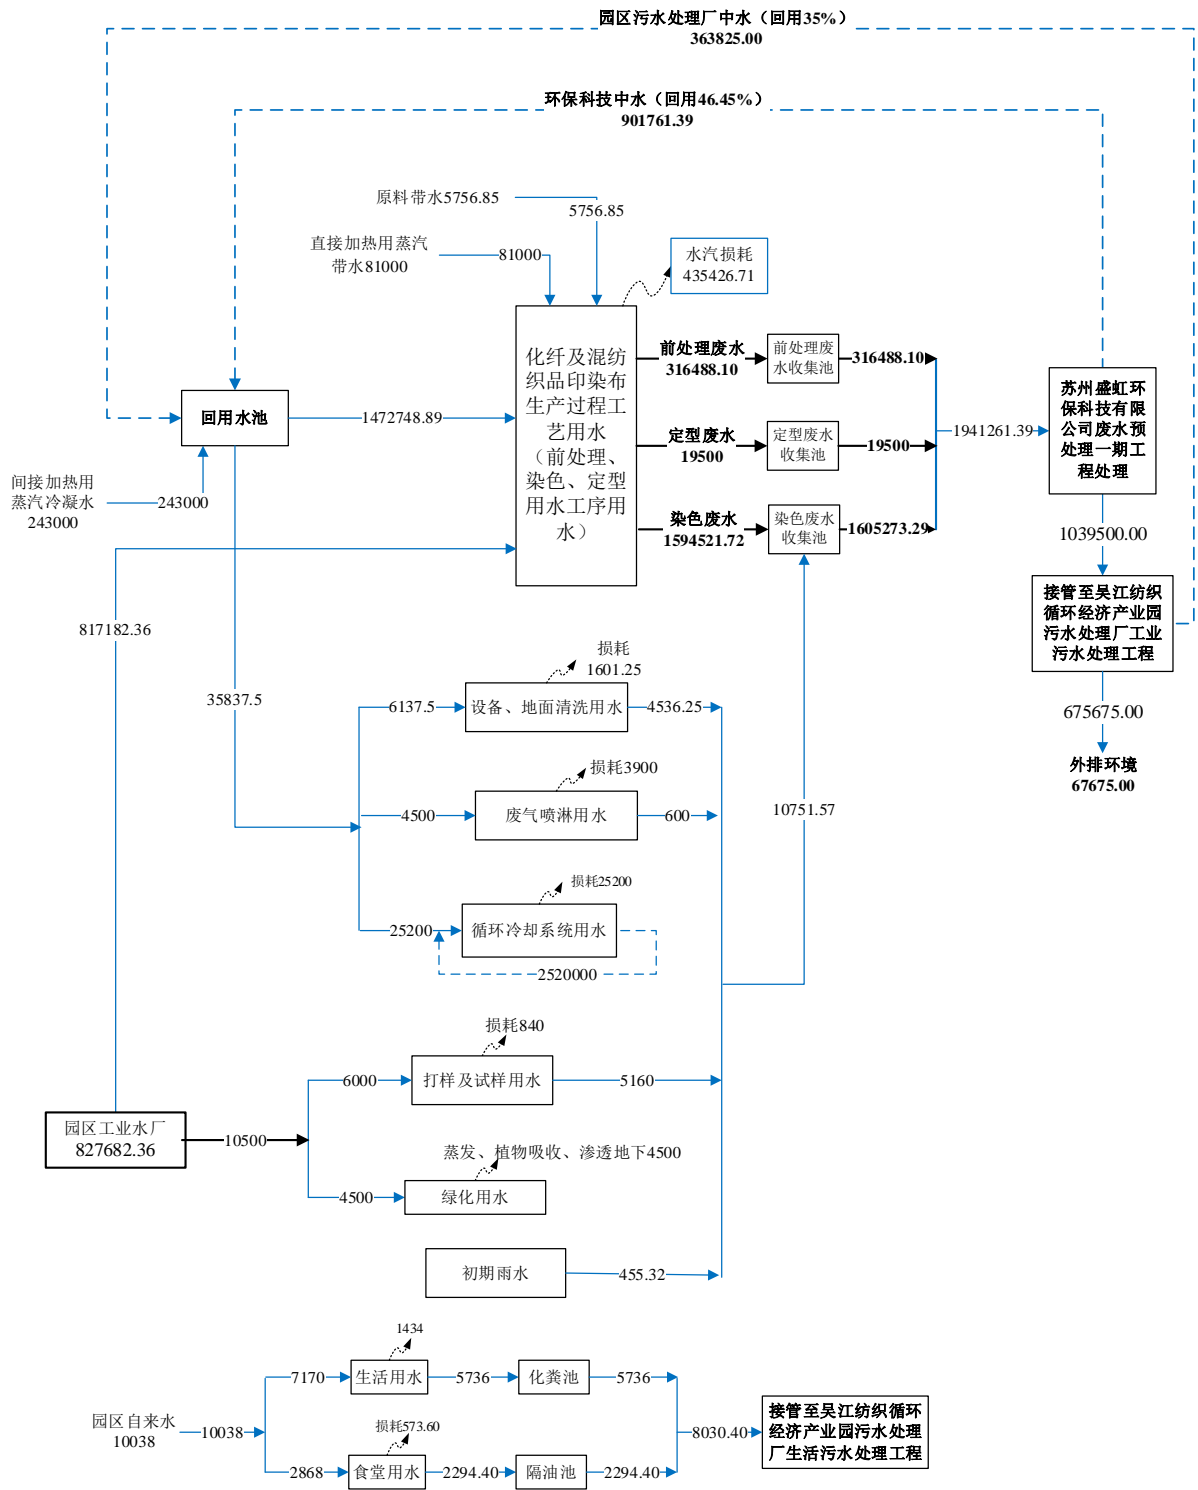 园区污水处理厂中水（回用35%）
363825.00
环保科技中水（回用46.45%）
901761.39
原料带水5756.85
5756.85
直接加热用蒸汽
带水81000
81000
水汽损耗
435426.71
化纤及混纺
织品印染布
生产过程工
艺用水
（前处理、
染色、定型
用水工序用
水）
前处理废水
316488.10
前处理废
水收集池
316488.10
定型废水
19500
定型废水
收集池
19500
染色废水
1594521.72
染色废水
收集池
1605273.29
1941261.39
苏州盛虹环
保科技有限
公司废水预
处理一期工
程处理
1039500.00
接管至吴江纺织
循环经济产业园
污水处理厂工业
污水处理工程
675675.00
外排环境
67675.00
回用水池
1472748.89
间接加热用
蒸汽冷凝水
243000
243000
817182.36
35837.5
损耗
1601.25
6137.5
设备、地面清洗用水
4536.25
损耗3900
4500
废气喷淋用水
600
10751.57
损耗25200
25200
循环冷却系统用水
2520000
损耗840
6000
打样及试样用水
5160
园区工业水厂
827682.36
10500
蒸发、植物吸收、渗透地下4500
4500
绿化用水
初期雨水
455.32
1434
7170
生活用水
5736
化粪池
5736
园区自来水
10038
10038
损耗573.60
2868
食堂用水
2294.40
隔油池
2294.40
8030.40
接管至吴江纺织循环
经济产业园污水处理
厂生活污水处理工程